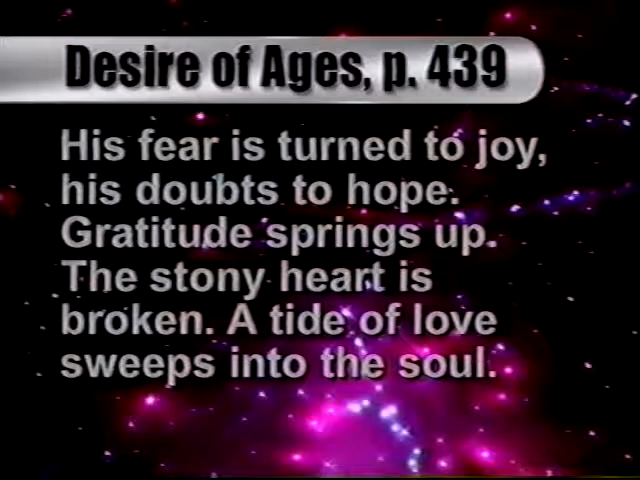 Desire of Ages, p. 439
His fear is turned to joy,
his doubts to hope.
Gratitude springs up.
The stony heart is
broken. A tide of love
sweeps into the soul.